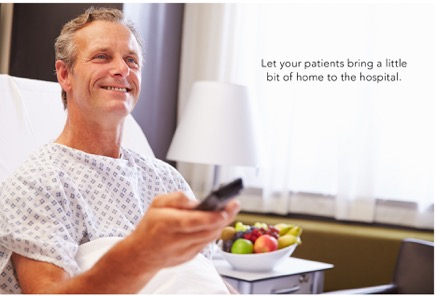 Let your patients bring a little
bit of home to the hospital.